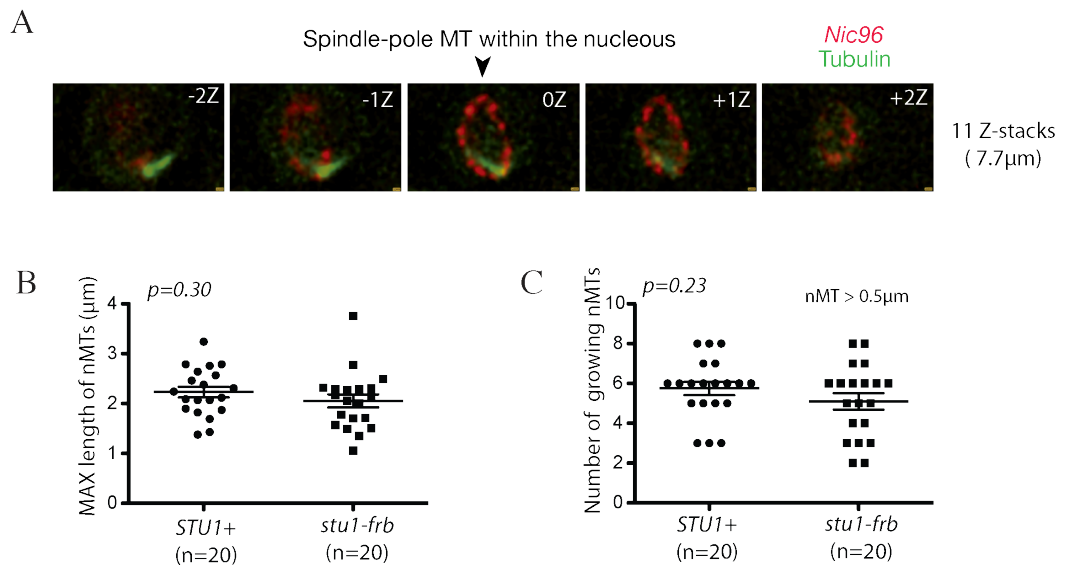 A
Spindle-pole MT within the nucleous
Nic96
Tubulin
-2Z
-1Z
0Z
+1Z
+2Z
11 Z-stacks
( 7.7μm)
B
p=0.30
MAX length of nMTs (μm)
4
3
2
1
0
STU1+
(n=20)
stu1-frb
(n=20)
C
p=0.23
nMT > 0.5μm
Number of growing nMTs
10
8
6
4
2
0
STU1+
(n=20)
stu1-frb
(n=20)